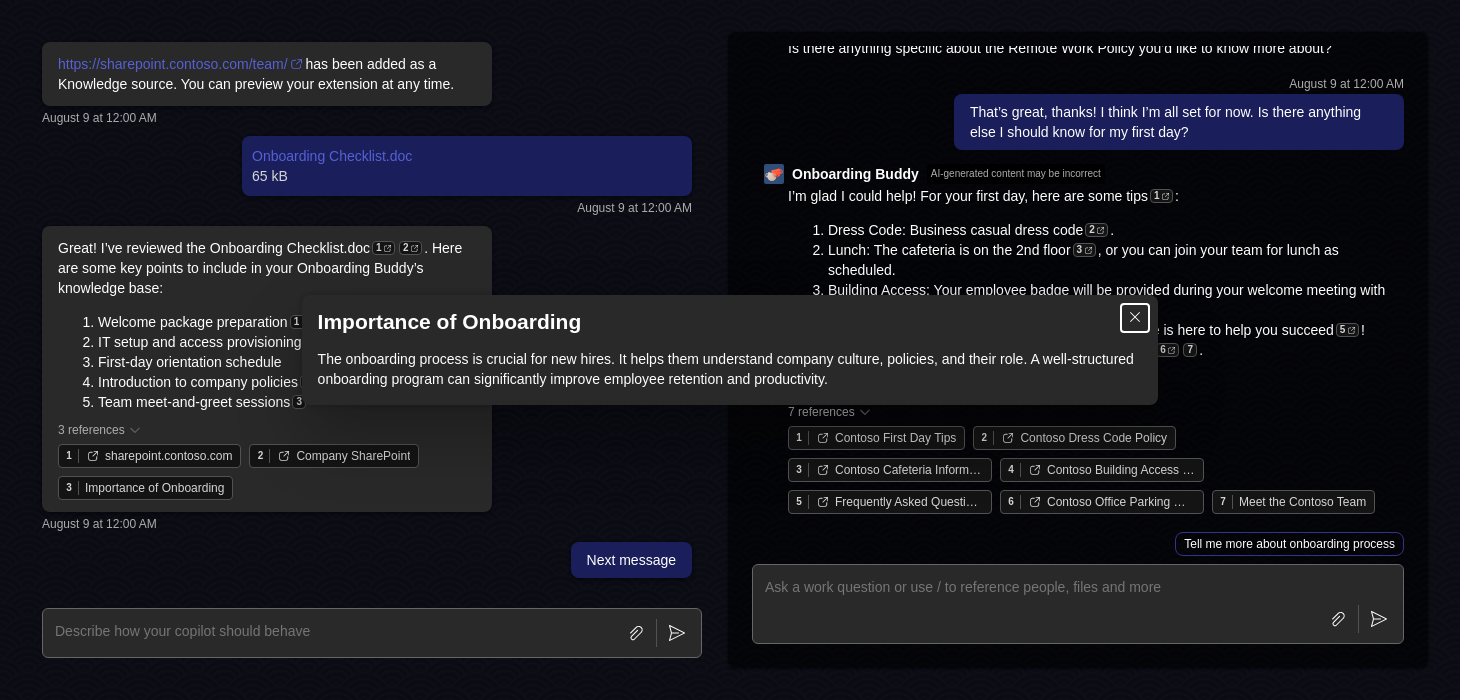 https://sharepoint.contoso.com/team/ has been added as a
Knowledge source. You can preview your extension at any time.
August 9 at 12:00 AM
Onboarding Checklist.doc
65 kB
August 9 at 12:00 AM
Great! I’ve reviewed the Onboarding Checklist.doc 1 2 . Here
are some key points to include in your Onboarding Buddy’s
knowledge base:
1. Welcome package preparation 1
2. IT setup and access provisioning
3. First-day orientation schedule
4. Introduction to company policies
5. Team meet-and-greet sessions 3
3 references
1 sharepoint.contoso.com
2 Company SharePoint
3 Importance of Onboarding
August 9 at 12:00 AM
Next message
Describe how your copilot should behave
Importance of Onboarding
The onboarding process is crucial for new hires. It helps them understand company culture, policies, and their role. A well-structured
onboarding program can significantly improve employee retention and productivity.
Is there anything specific about the Remote Work Policy you’d like to know more about?
August 9 at 12:00 AM
That’s great, thanks! I think I’m all set for now. Is there anything
else I should know for my first day?
Onboarding Buddy AI-generated content may be incorrect
I’m glad I could help! For your first day, here are some tips 1 :
1. Dress Code: Business casual dress code 2 .
2. Lunch: The cafeteria is on the 2nd floor 3 , or you can join your team for lunch as
scheduled.
3. Building Access: Your employee badge will be provided during your welcome meeting with
is here to help you succeed 5 !
6 7 .
7 references
1 Contoso First Day Tips
2 Contoso Dress Code Policy
3 Contoso Cafeteria Inform…
4 Contoso Building Access …
5 Frequently Asked Questi…
6 Contoso Office Parking …
7 Meet the Contoso Team
Tell me more about onboarding process
Ask a work question or use / to reference people, files and more